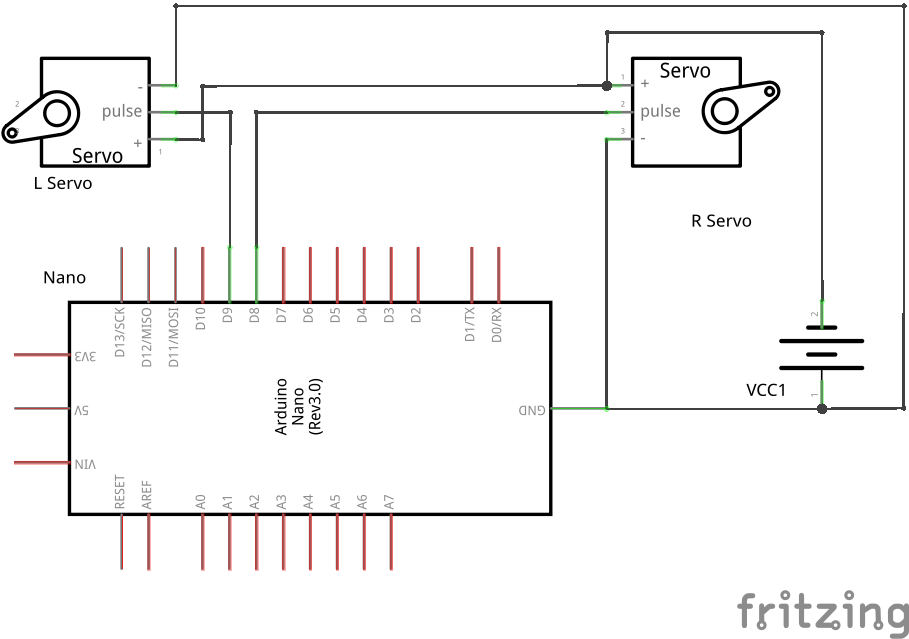 Servo
+
1
pulse
2
-
3
-
pulse
2
+
1
Servo
L Servo
R Servo
Nano
D13/SCK
D12/MISO
D11/MOSI
D10
D9
D8
D7
D6
D5
D4
D3
D2
D1/TX
D0/RX
3V3
5V
VIN
Arduino
Nano
(Rev3.0)
GND
2
VCC1
1
RESET
AREF
A0
A1
A2
A3
A4
A5
A6
A7
fritzing